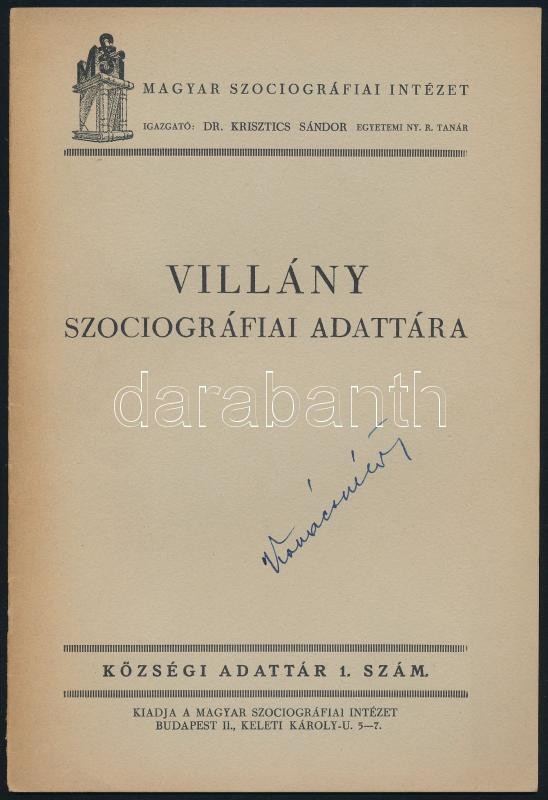 MSI
MAGYAR SZOCIOGRÁFIAI INTÉZET
IGAZGATÓ: DR. KRISZTICS SÁNDOR EGYETEMI NY. R. TANÁR
VILLÁNY
SZOCIOGRÁFIAI ADATTÁRA
darabanth
KÖZSÉGI ADATTÁR 1. SZÁM.
KIADJA A MAGYAR SZOCIOGRÁFIAI INTÉZET
BUDAPEST II., KELETI KÁROLY-U. 5—7.